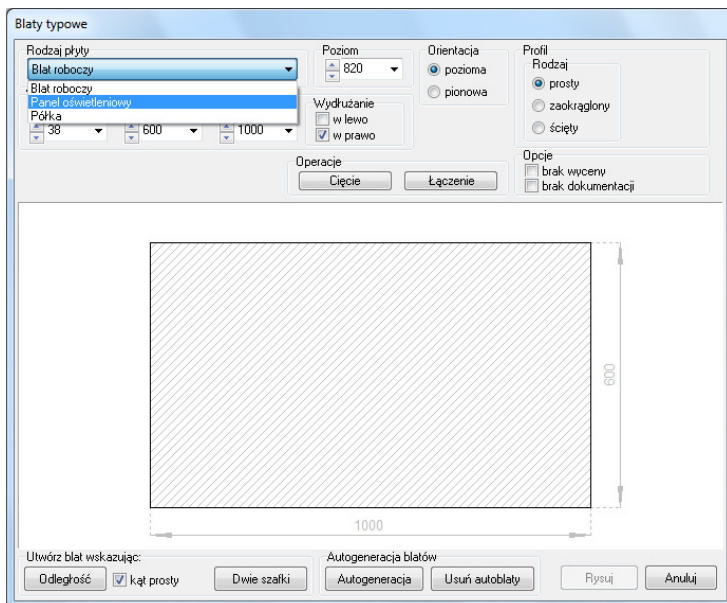 Blaty typowe
Rodzaj płyty
Blat roboczy
Blat roboczy
Panel oświetleniowy
Półka
38
600
1000
Poziom
820
Wydłużanie
w lewo
w prawo
Orientacja
pozioma
pionowa
Profil
Rodzaj
prosty
zaokrąglony
ścięty
Operacje
Cięcie
Łączenie
Opcje
brak wyceny
brak dokumentacji
600
1000
Utwórz blat wskazując:
Odległość
kąt prosty
Dwie szafki
Autogeneracja blatów
Autogeneracja
Usuń autoblaty
Rysuj
Anuluj